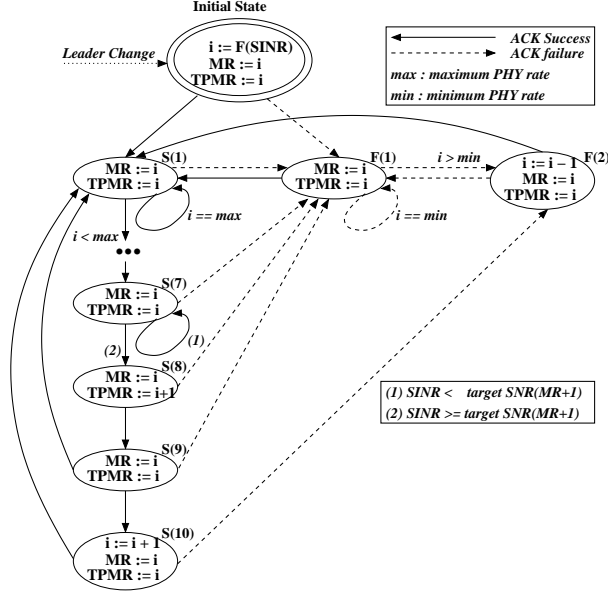 Initial State
Leader Change
i := F(SINR)
MR := i
TPMR := i
ACK Success
ACK failure
max : maximum PHY rate
min : minimum PHY rate
S(1)
MR := i
TPMR := i
i == max
i < max
F(1)
MR := i
TPMR := i
i == min
i > min
F(2)
i := i − 1
MR := i
TPMR := i
•••
S(7)
MR := i
TPMR := i
(1)
(2)
S(8)
MR := i
TPMR := i+1
(1) SINR < target SNR(MR+1)
(2) SINR >= target SNR(MR+1)
S(9)
MR := i
TPMR := i
S(10)
i := i + 1
MR := i
TPMR := i